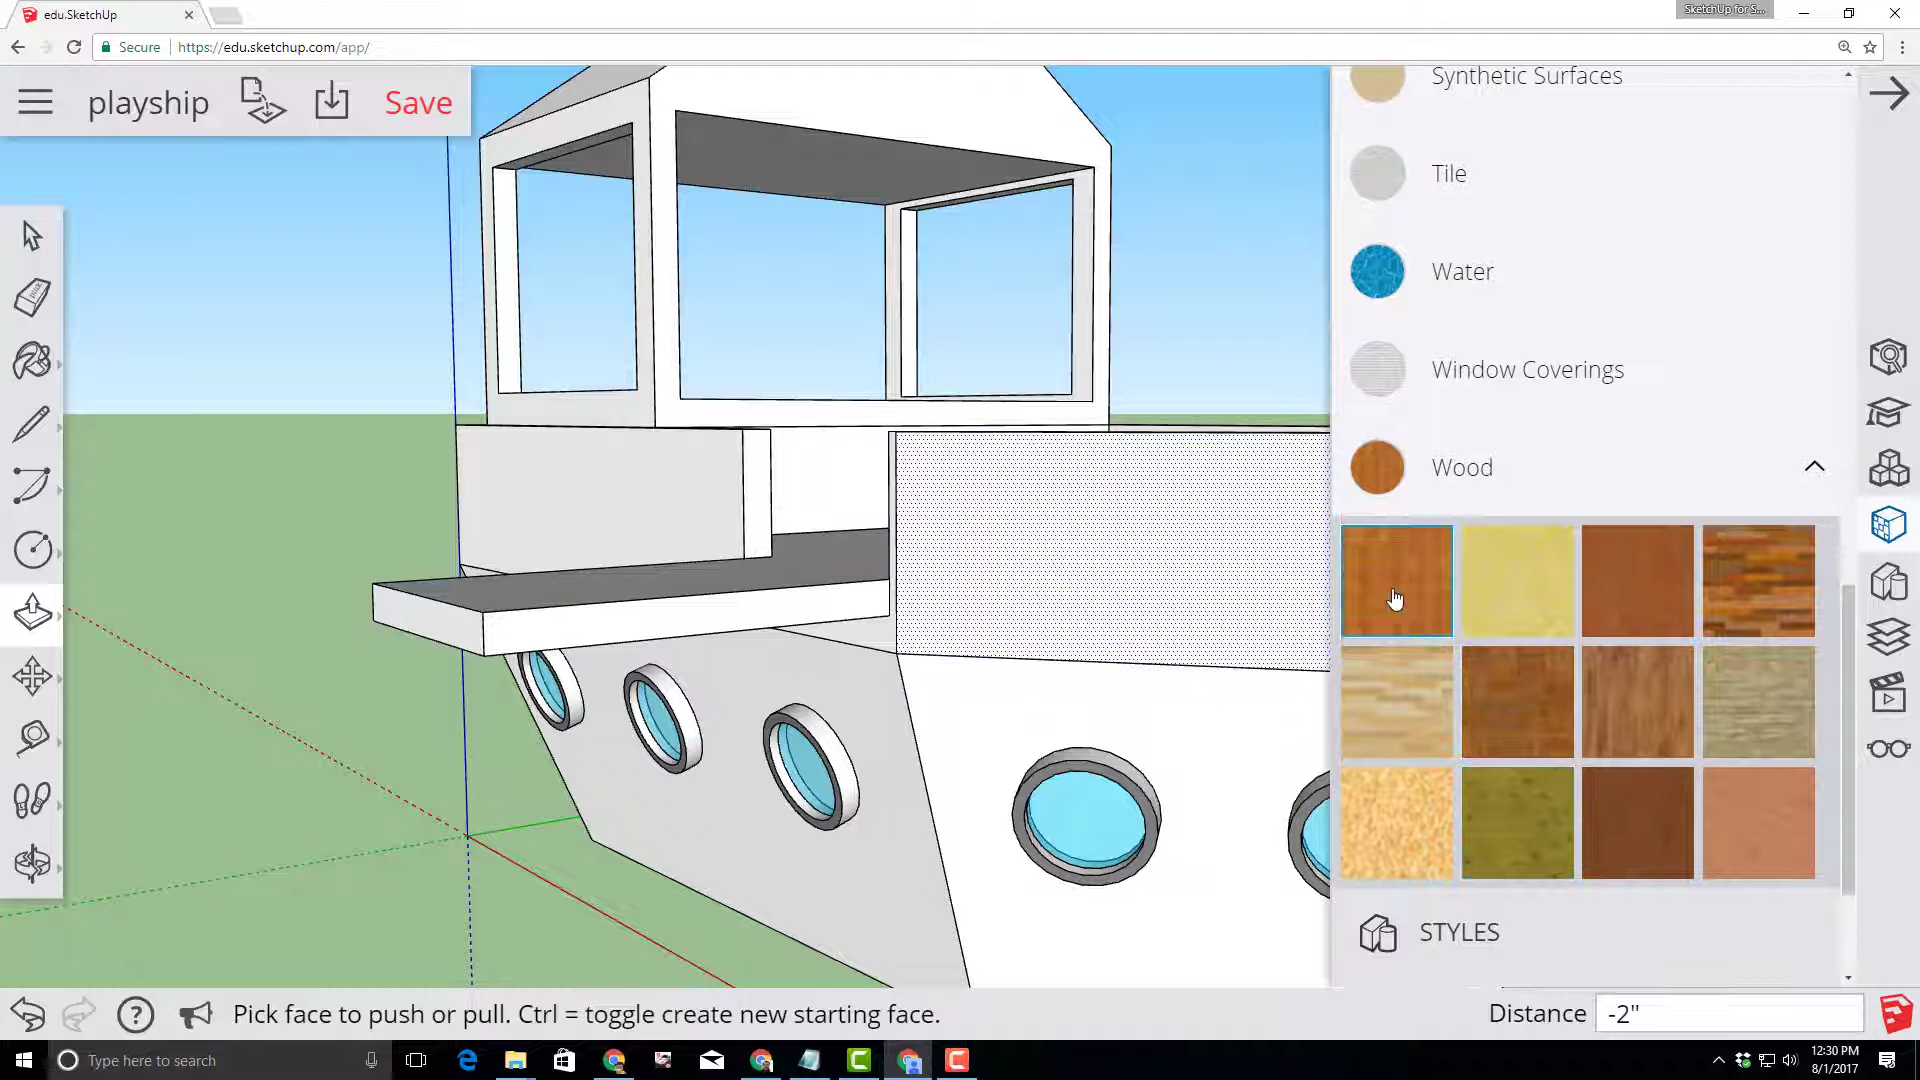 edu.SketchUp
SketchUp for S...
Secure
https://edu.sketchup.com/app/
playship
Save
Synthetic Surfaces
Tile
Water
Window Coverings
Wood
STYLES
Pick face to push or pull. Ctrl = toggle create new starting face.
Distance
-2"
Type here to search
12:30 PM
8/1/2017